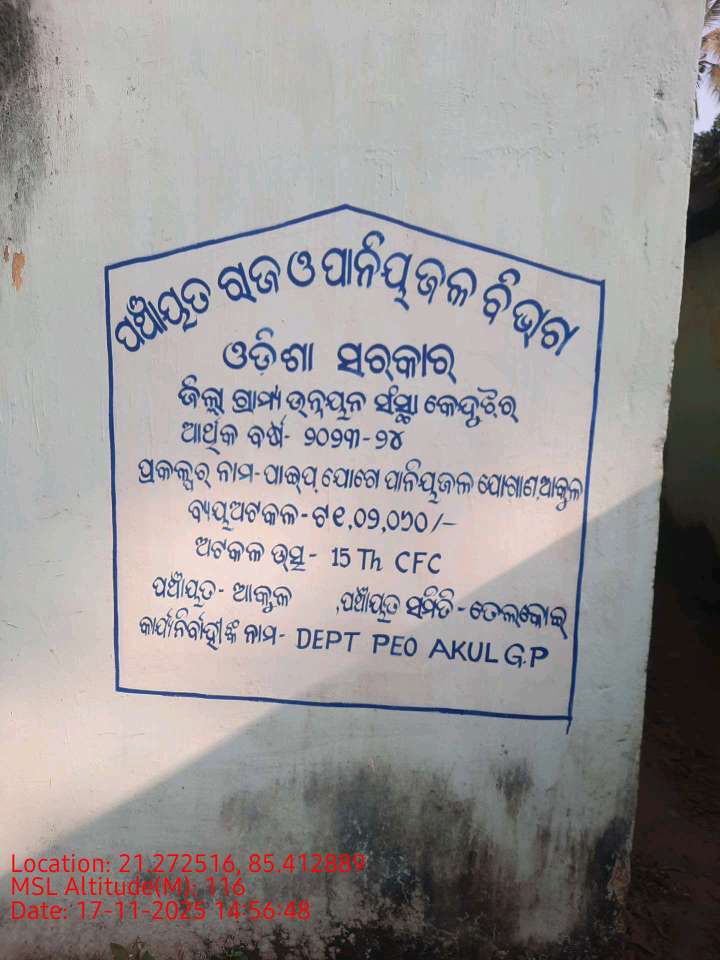 ପଞ୍ଚାୟତ ରାଜ ଓ ପାନିୟଜଳ ବିଭାଗ
ଓଡ଼ିଶା ସରକାର
ଜିଲ୍ଲା ଗ୍ରାମ୍ୟ ଉନ୍ନୟନ ସଂସ୍ଥା କେନ୍ଦୁଝର
ଆର୍ଥିକ ବର୍ଷ- ୨୦୨୩-୨୪
ପ୍ରକଳ୍ପର ନାମ- ପାଇପ୍ ଯୋଗେ ପାନିୟଜଳ ଯୋଗାଣ,ଆକୁଳ
ବ୍ୟୟଅଟକଳ- ଟ ୧,୦୨,୦୨୦/-
ଅଟକଳ ଉତ୍ସ- 15 Th CFC
ପଞ୍ଚାୟତ- ଆକୁଳ ,ପଞ୍ଚାୟତ ସମିତି - ତେଲକୋଇ
କାର୍ଯ୍ୟନିର୍ବାହୀଙ୍କ ନାମ- DEPT PEO AKUL G.P
Location: 21.272516, 85.412889
MSL Altitude(M): 116
Date: 17-11-2025 14:56:48